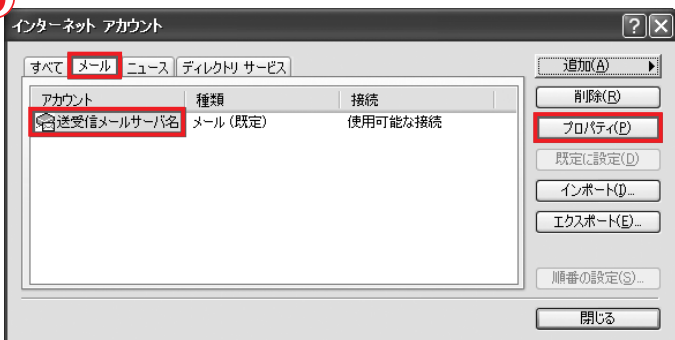 インターネット アカウント
すべて メール ニュース ディレクトリ サービス
追加(A)
アカウント 種類 接続
削除(R)
送受信メールサーバ名 メール (既定) 使用可能な接続
プロパティ(P)
既定に設定(D)
インポート(I)...
エクスポート(E)...
順番の設定(S)...
閉じる